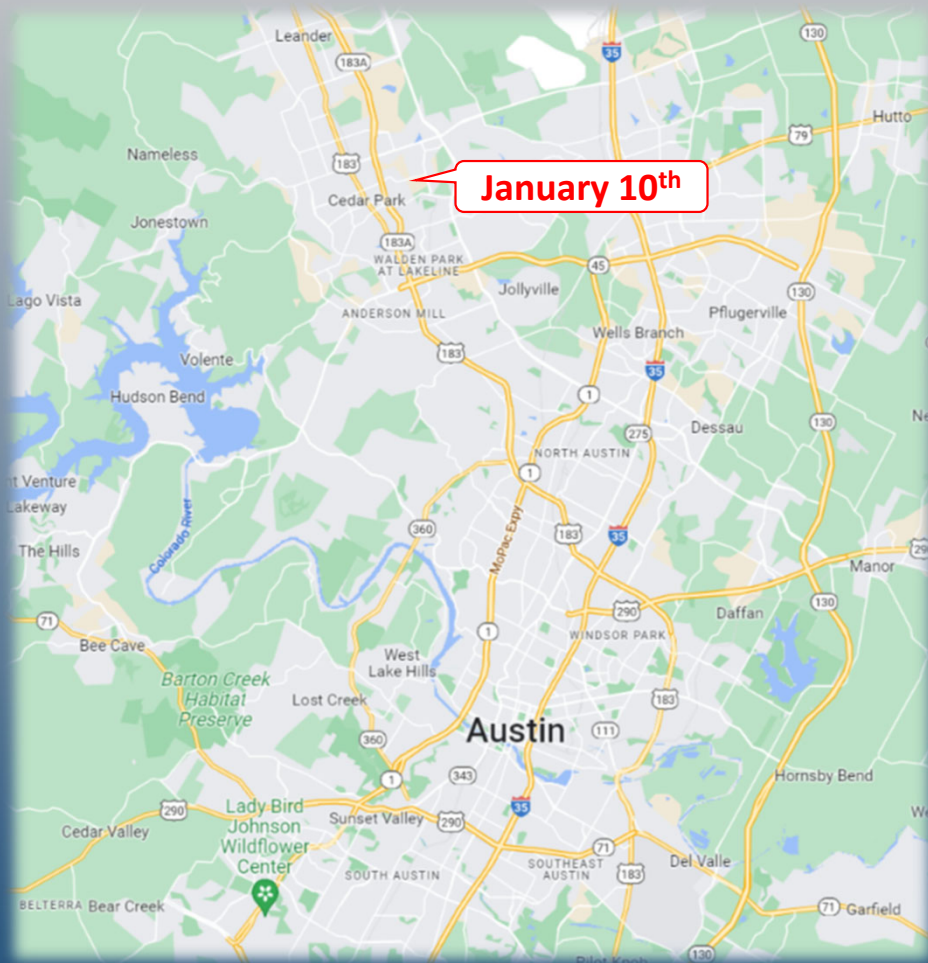 Leander
183A
35
130
Hutto
79
Nameless
183
January 10th
Cedar Park
Jonestown
183A
WALDEN PARK
AT LAKELINE
45
Jollyville
130
Lago Vista
ANDERSON MILL
Pflugerville
Wells Branch
183
Volente
35
Hudson Bend
1
130
275
Dessau
NORTH AUSTIN
1
Venture
Lakeway
MoPac Expy
360
183
35
Colorado River
The Hills
290
Manor
130
290
Daffan
71
1
WINDSOR PARK
Bee Cave
West
Lake Hills
Barton Creek
Habitat
Preserve
Lost Creek
183
Austin
111
360
343
1
Hornsby Bend
35
Lady Bird
Johnson
Wildflower
Center
290
Sunset Valley
290
Cedar Valley
71
SOUTHEAST
AUSTIN
Del Valle
183
SOUTH AUSTIN
BELTERRA
Bear Creek
71
Garfield
130